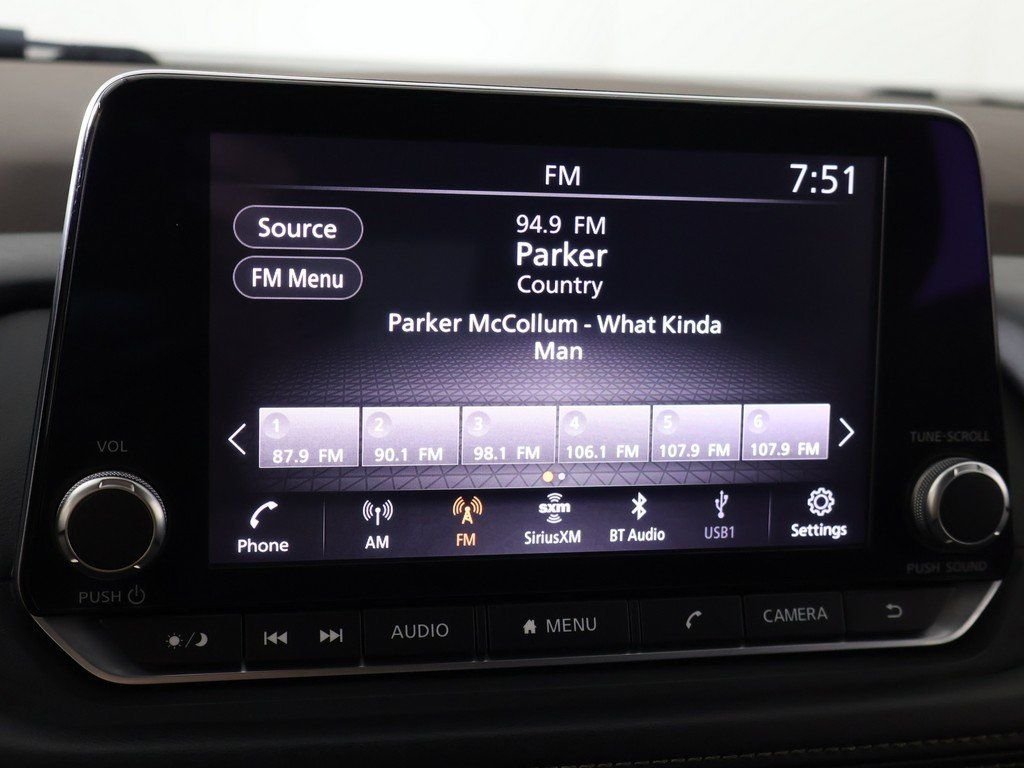 FM
7:51
Source
FM Menu
94.9 FM
Parker
Country
Parker McCollum - What Kinda
Man
1
87.9 FM
2
90.1 FM
3
98.1 FM
4
106.1 FM
5
107.9 FM
6
107.9 FM
Phone
AM
FM
sxm
SiriusXM
BT Audio
USB1
Settings
VOL
PUSH
TUNE·SCROLL
PUSH SOUND
AUDIO
MENU
CAMERA